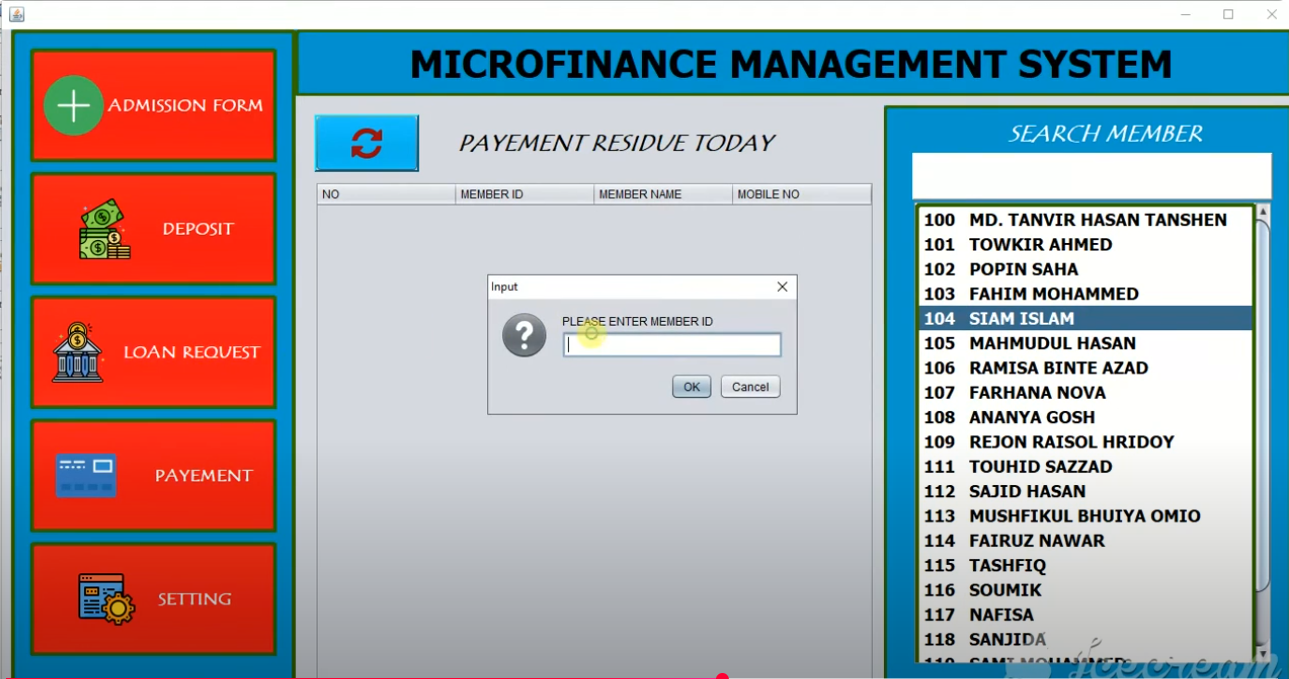 MICROFINANCE MANAGEMENT SYSTEM
ADMISSION FORM
DEPOSIT
LOAN REQUEST
PAYEMENT
SETTING
PAYEMENT RESIDUE TODAY
NO MEMBER ID MEMBER NAME MOBILE NO
Input
PLEASE ENTER MEMBER ID
OK Cancel
SEARCH MEMBER
100 MD. TANVIR HASAN TANSHEN
101 TOWKIR AHMED
102 POPIN SAHA
103 FAHIM MOHAMMED
104 SIAM ISLAM
105 MAHMUDUL HASAN
106 RAMISA BINTE AZAD
107 FARHANA NOVA
108 ANANYA GOSH
109 REJON RAISOL HRIDOY
111 TOUHID SAZZAD
112 SAJID HASAN
113 MUSHFIKUL BHUIYA OMIO
114 FAIRUZ NAWAR
115 TASHFIQ
116 SOUMIK
117 NAFISA
118 SANJIDA
119 SAMI MOHAMMED
Icecream